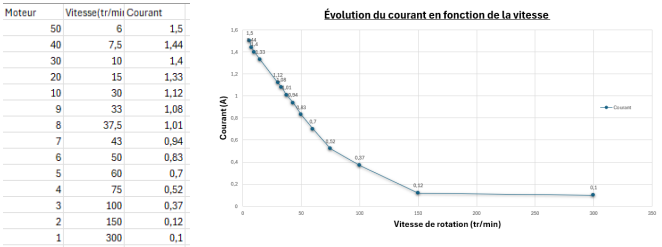 Moteur Vitesse(tr/min Courant
50 6 1,5
40 7,5 1,44
30 10 1,4
20 15 1,33
10 30 1,12
9 33 1,08
8 37,5 1,01
7 43 0,94
6 50 0,83
5 60 0,7
4 75 0,52
3 100 0,37
2 150 0,12
1 300 0,1
Évolution du courant en fonction de la vitesse
Courant (A)
1,6
1,4
1,2
1
0,8
0,6
0,4
0,2
0
1,5
1,44
1,4
1,33
1,12
1,08
1,01
0,94
0,83
0,7
0,52
0,37
0,12
0,1
Courant
0 50 100 150 200 250 300 350
Vitesse de rotation (tr/min)